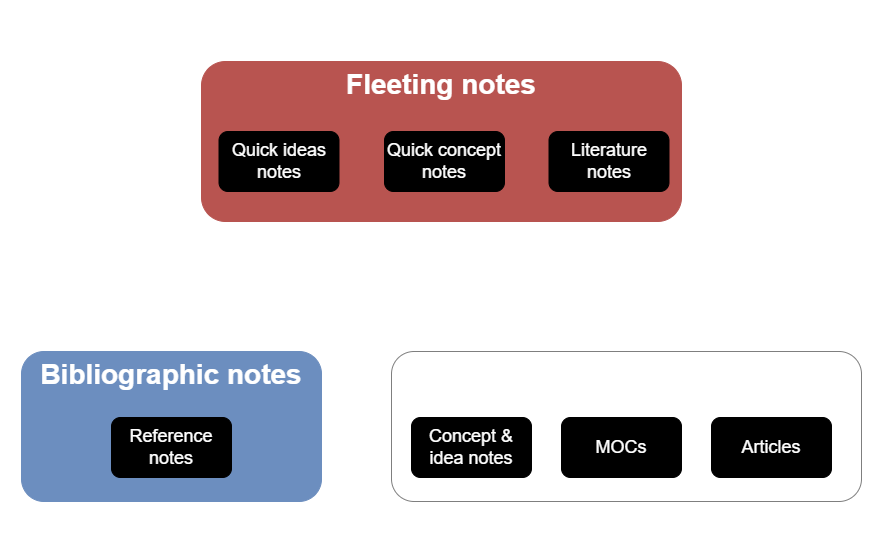 Fleeting notes
Quick ideas
notes
Quick concept
notes
Literature
notes
Bibliographic notes
Reference
notes
Concept &
idea notes
MOCs
Articles